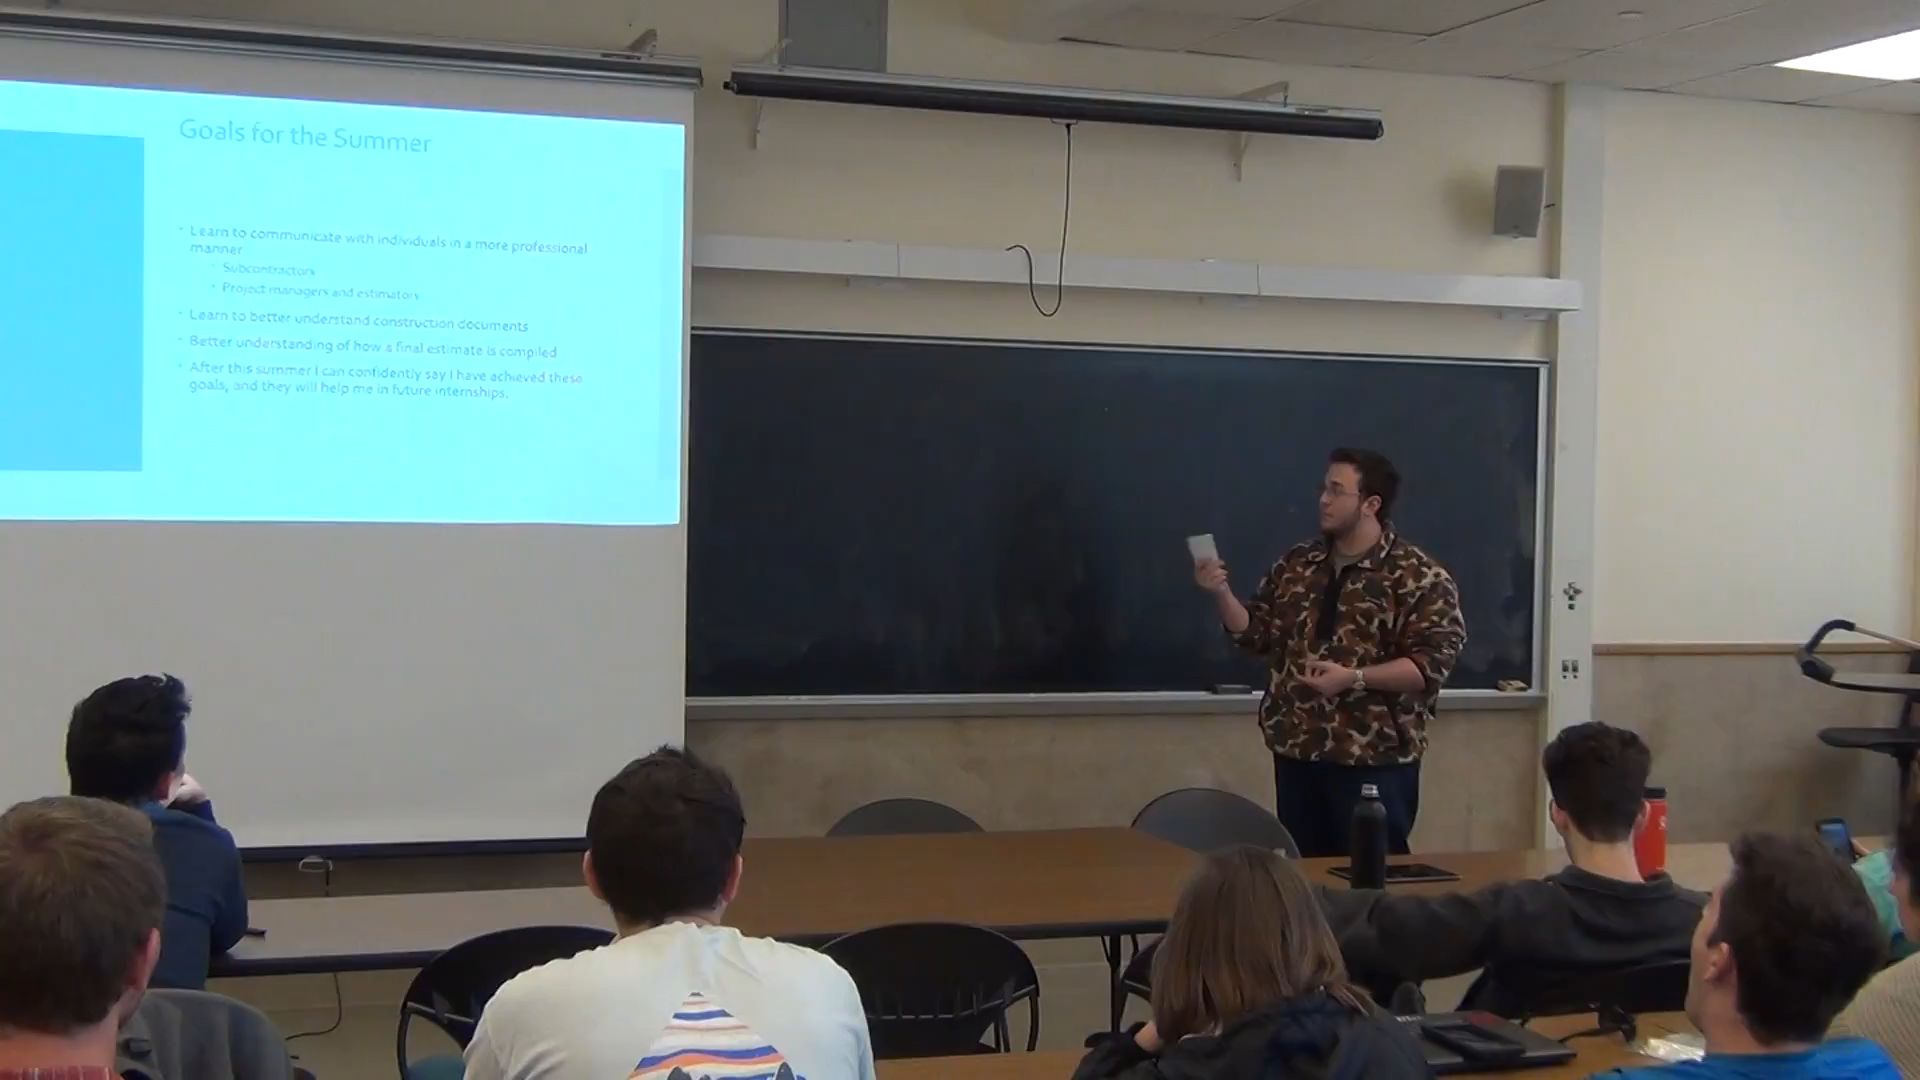 Goals for the Summer
Learn to communicate with individuals in a more professional
manner
Subcontractors
Project managers and estimators
Learn to better understand construction documents
Better understanding of how a final estimate is compiled
After this summer I can confidently say I have achieved these
goals, and they will help me in future internships.